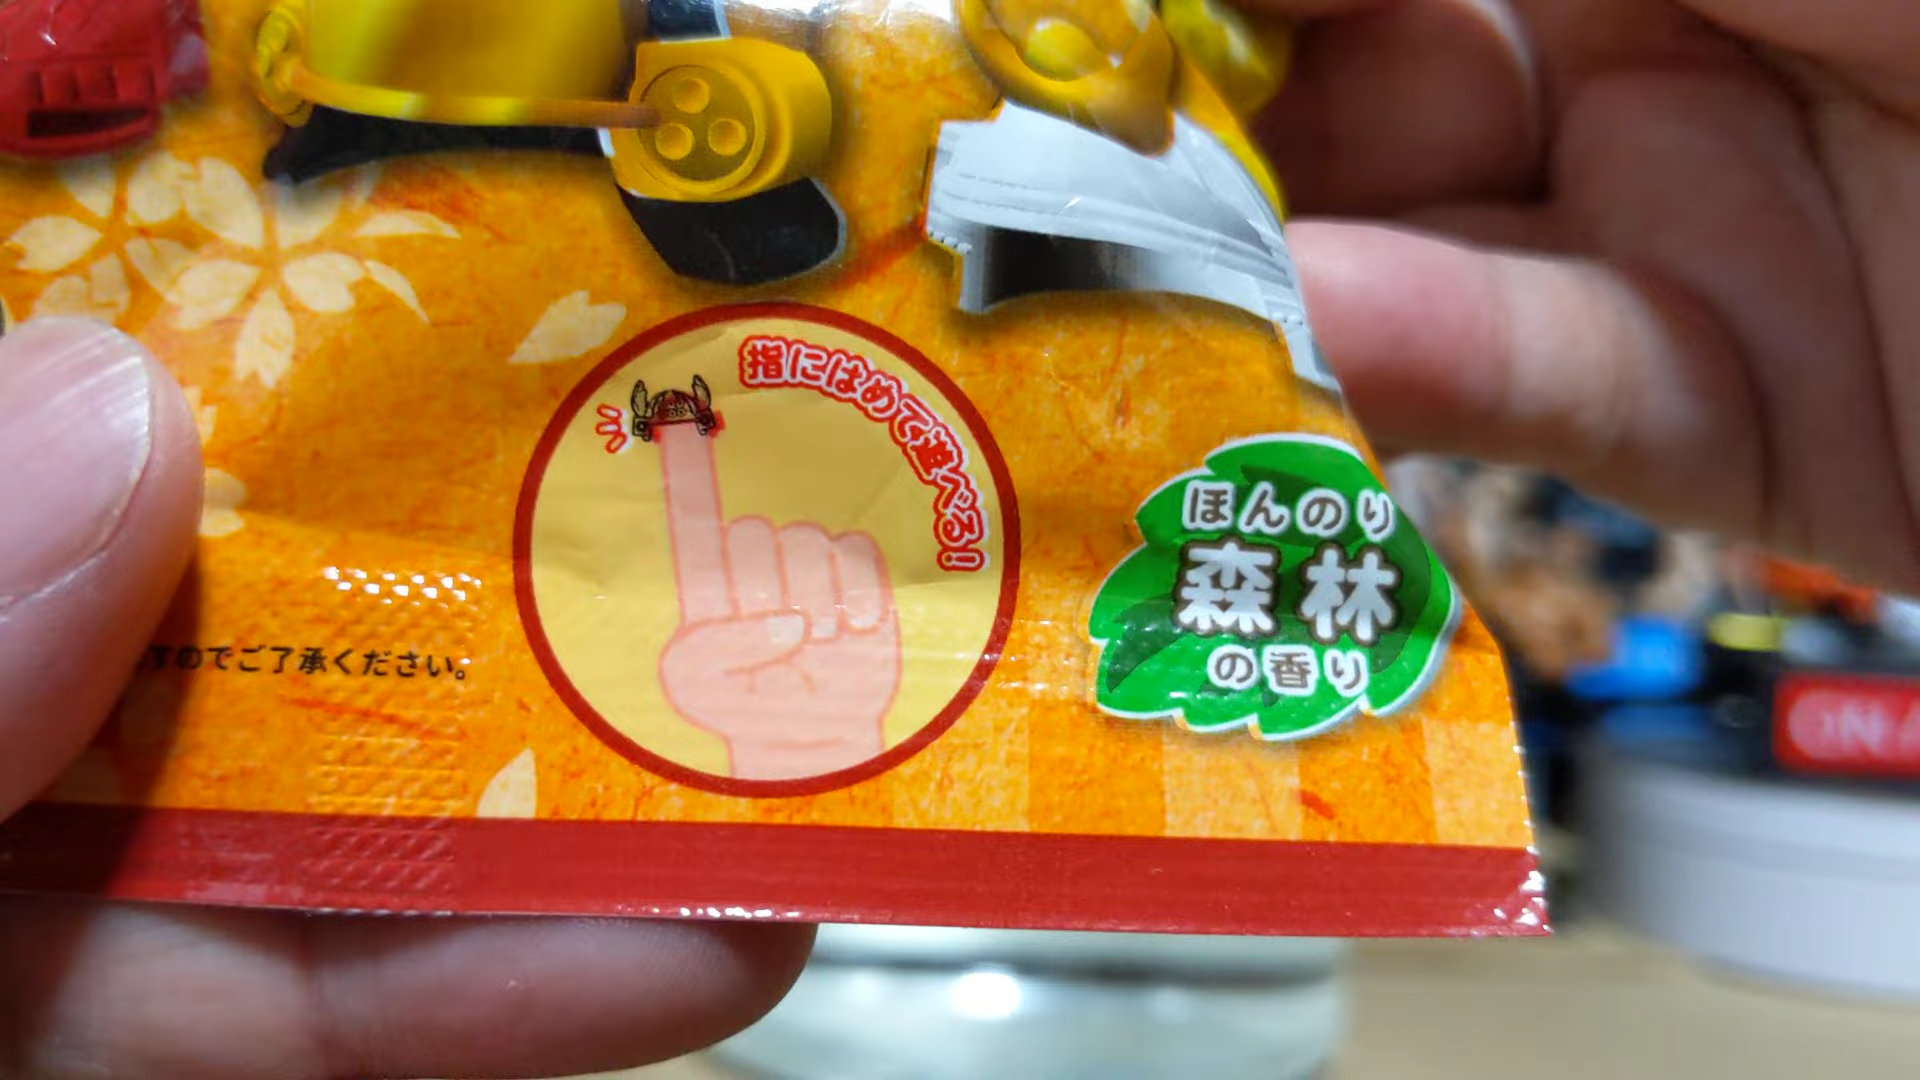 指にはめて遊べる!
ほんのり
森林
の香り
すのでご了承ください。
ON A